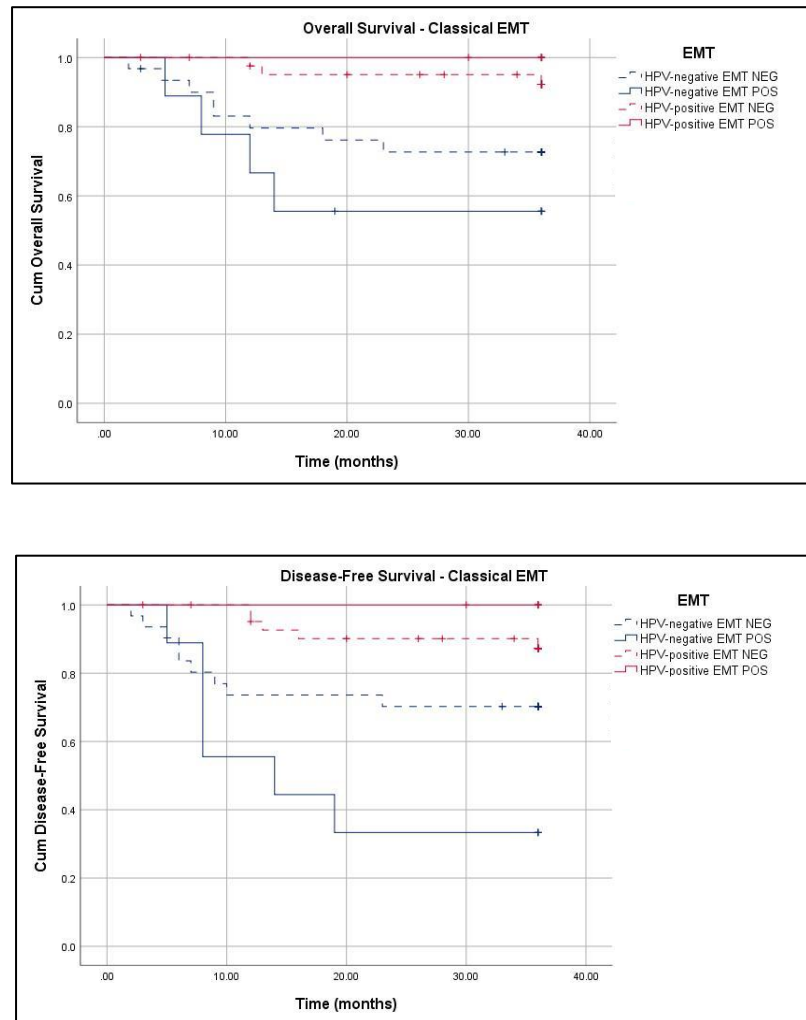 Overall Survival - Classical EMT
EMT
HPV-negative EMT NEG
HPV-negative EMT POS
HPV-positive EMT NEG
HPV-positive EMT POS
Cum Overall Survival
1.0
0.8
0.6
0.4
0.2
0.0
.00 10.00 20.00 30.00 40.00
Time (months)
Disease-Free Survival - Classical EMT
EMT
HPV-negative EMT NEG
HPV-negative EMT POS
HPV-positive EMT NEG
HPV-positive EMT POS
Cum Disease-Free Survival
1.0
0.8
0.6
0.4
0.2
0.0
.00 10.00 20.00 30.00 40.00
Time (months)